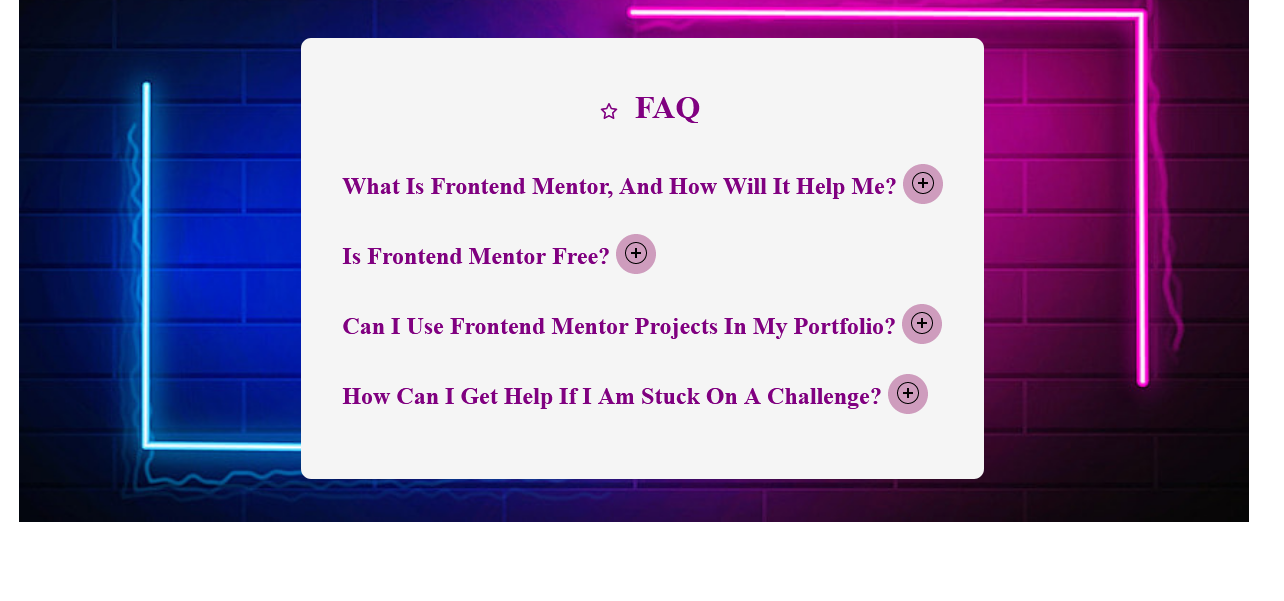 FAQ
What Is Frontend Mentor, And How Will It Help Me?
Is Frontend Mentor Free?
Can I Use Frontend Mentor Projects In My Portfolio?
How Can I Get Help If I Am Stuck On A Challenge?